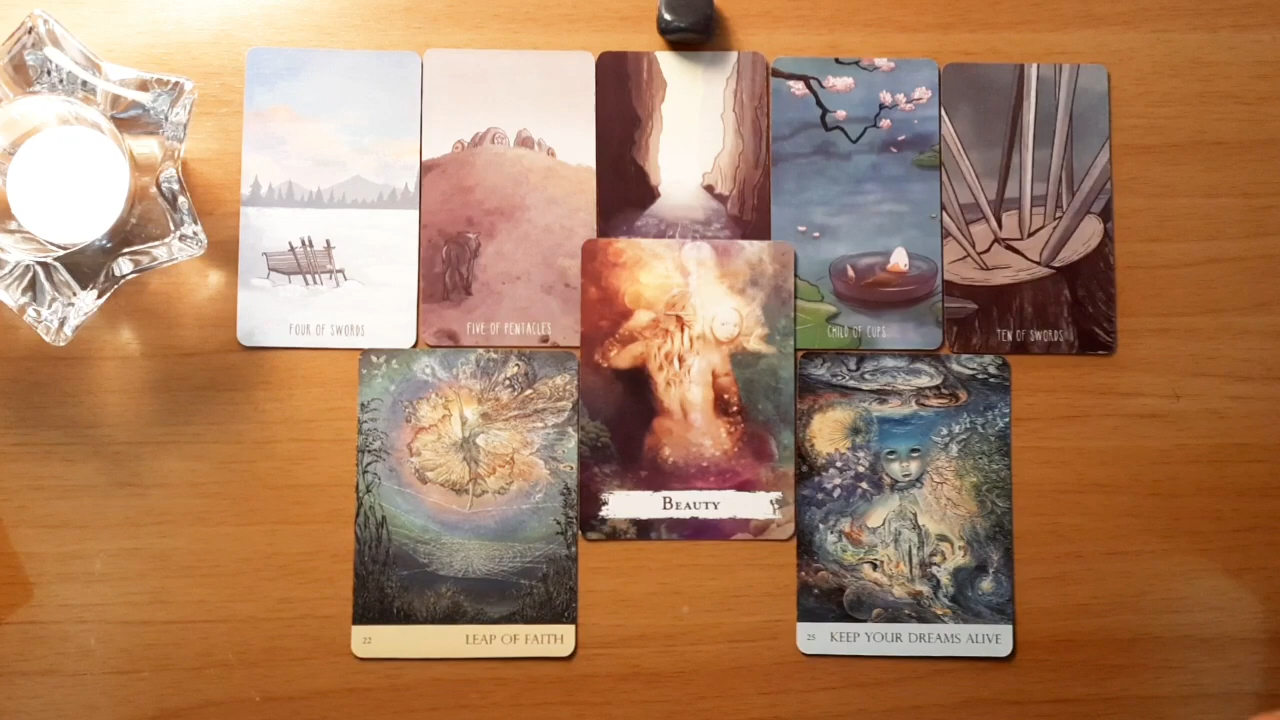 FOUR OF SWORDS
FIVE OF PENTACLES
CHILD OF CUPS
TEN OF SWORDS
BEAUTY
22 LEAP OF FAITH
25 KEEP YOUR DREAMS ALIVE